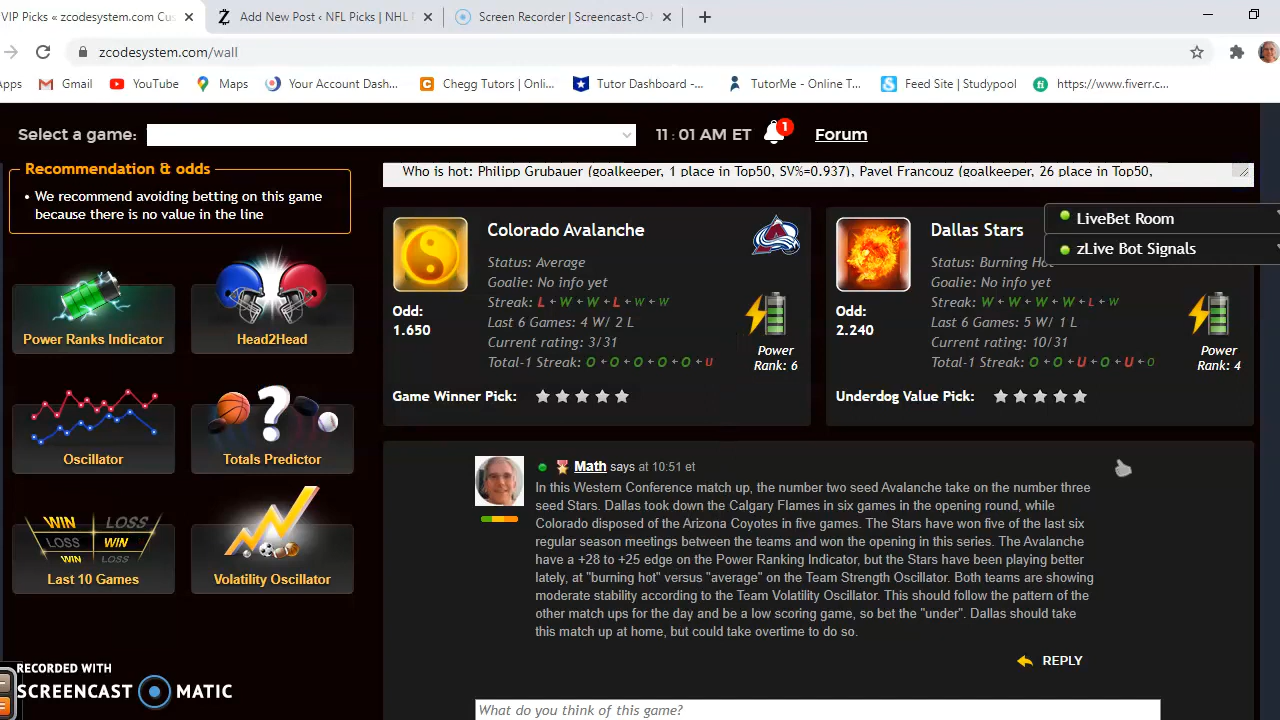 VIP Picks « zcodesystem.com Cus
Add New Post ‹ NFL Picks | NHL P
Screen Recorder | Screencast-O-M
zcodesystem.com/wall
Apps
Gmail
YouTube
Maps
Your Account Dash...
Chegg Tutors | Onli...
Tutor Dashboard -...
TutorMe - Online T...
Feed Site | Studypool
https://www.fiverr.c...
Select a game:
11:01 AM ET
1
Forum
Recommendation & odds
• We recommend avoiding betting on this game
because there is no value in the line
Power Ranks Indicator
Head2Head
Oscillator
Totals Predictor
WIN LOSS
LOSS WIN
WIN LOSS
Last 10 Games
Volatility Oscillator
Who is hot: Philipp Grubauer (goalkeeper, 1 place in Top50, SV%=0.937), Pavel Francouz (goalkeeper, 26 place in Top50,
LiveBet Room
zLive Bot Signals
Colorado Avalanche
Status: Average
Goalie: No info yet
Odd:
1.650
Streak: L ← W ← W ← L ← W ← W
Last 6 Games: 4 W/ 2 L
Current rating: 3/31
Total-1 Streak: O ← O ← O ← O ← O ← U
Power
Rank: 6
Game Winner Pick:
Dallas Stars
Status: Burning Hot
Goalie: No info yet
Odd:
2.240
Streak: W ← W ← W ← W ← L ← W
Last 6 Games: 5 W/ 1 L
Current rating: 10/31
Total-1 Streak: O ← O ← U ← O ← U ← O
Power
Rank: 4
Underdog Value Pick:
Math says at 10:51 et
In this Western Conference match up, the number two seed Avalanche take on the number three
seed Stars. Dallas took down the Calgary Flames in six games in the opening round, while
Colorado disposed of the Arizona Coyotes in five games. The Stars have won five of the last six
regular season meetings between the teams and won the opening in this series. The Avalanche
have a +28 to +25 edge on the Power Ranking Indicator, but the Stars have been playing better
lately, at "burning hot" versus "average" on the Team Strength Oscillator. Both teams are showing
moderate stability according to the Team Volatility Oscillator. This should follow the pattern of the
other match ups for the day and be a low scoring game, so bet the "under". Dallas should take
this match up at home, but could take overtime to do so.
REPLY
What do you think of this game?
RECORDED WITH
SCREENCAST MATIC